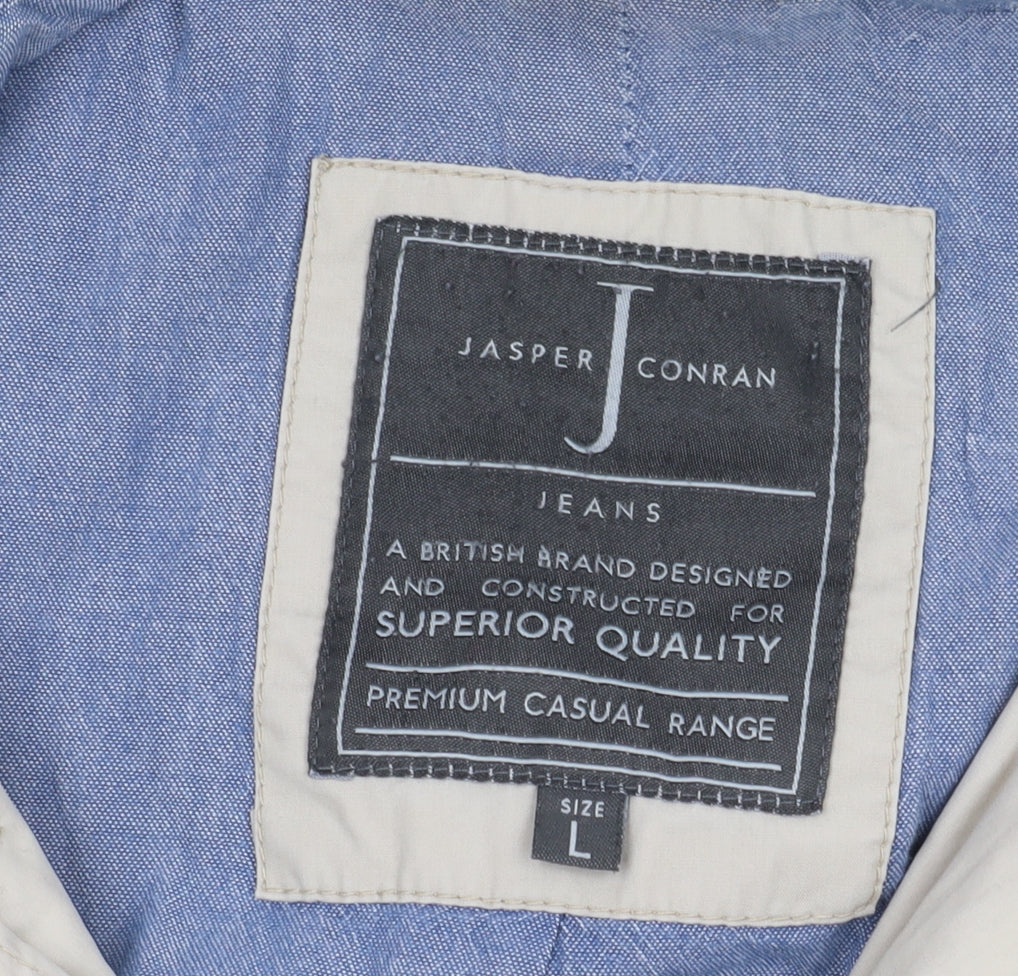 J
JASPER CONRAN
JEANS
A BRITISH BRAND DESIGNED
AND CONSTRUCTED FOR
SUPERIOR QUALITY
PREMIUM CASUAL RANGE
SIZE
L